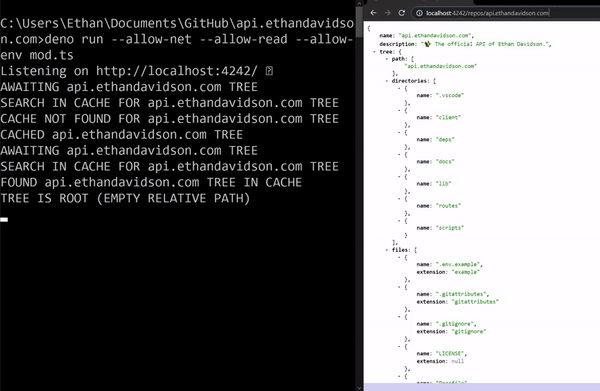 C:\Users\Ethan\Documents\GitHub\api.ethandavidso
n.com>deno run --allow-net --allow-read --allow-
env mod.ts
Listening on http://localhost:4242/
AWAITING api.ethandavidson.com TREE
SEARCH IN CACHE FOR api.ethandavidson.com TREE
CACHE NOT FOUND FOR api.ethandavidson.com TREE
CACHED api.ethandavidson.com TREE
AWAITING api.ethandavidson.com TREE
SEARCH IN CACHE FOR api.ethandavidson.com TREE
FOUND api.ethandavidson.com TREE IN CACHE
TREE IS ROOT (EMPTY RELATIVE PATH)
localhost:4242/repos/api.ethandavidson.com
{
name: "api.ethandavidson.com",
description: "The official API of Ethan Davidson.",
- tree: {
- path: [
"api.ethandavidson.com"
],
- directories: [
- {
name: ".vscode"
},
- {
name: "client"
},
- {
name: "deps"
},
- {
name: "docs"
},
- {
name: "lib"
},
- {
name: "routes"
},
- {
name: "scripts"
}
],
- files: [
- {
name: ".env.example",
extension: "example"
},
- {
name: ".gitattributes",
extension: "gitattributes"
},
- {
name: ".gitignore",
extension: "gitignore"
},
- {
name: "LICENSE",
extension: null
},
- {